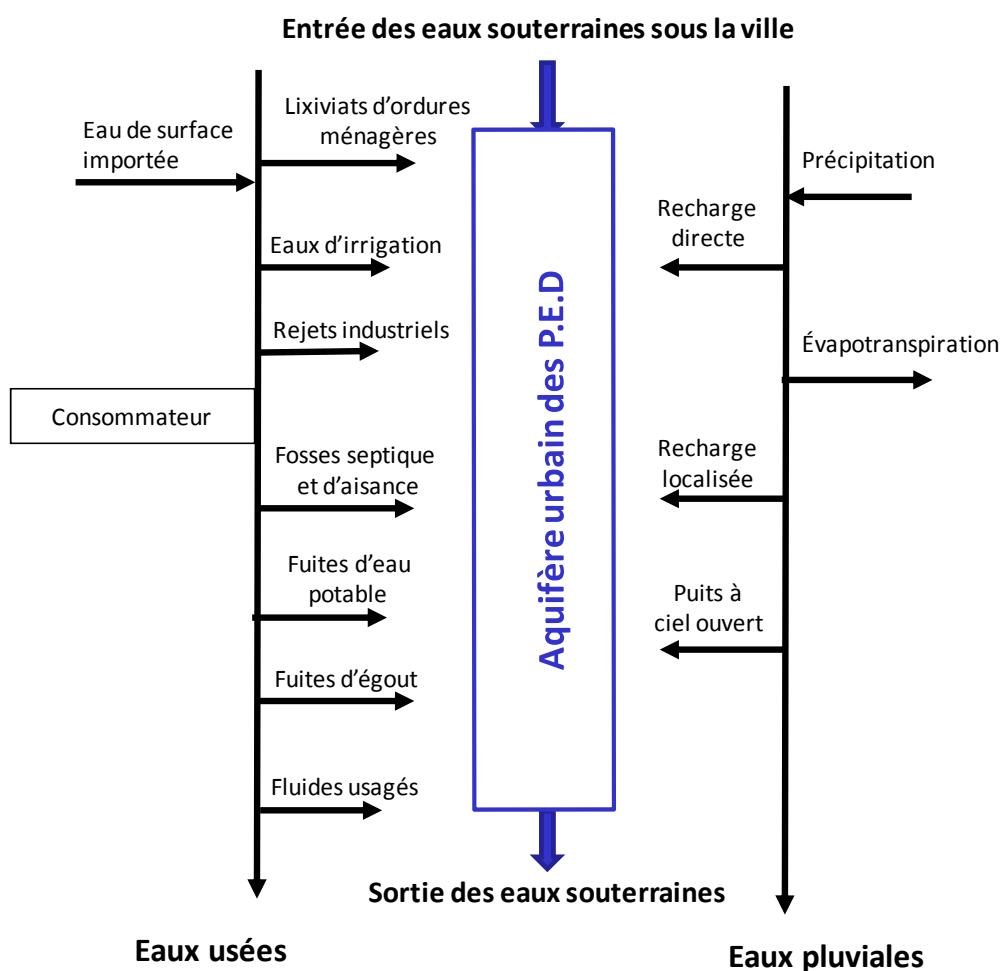 Entrée des eaux souterraines sous la ville
Lixiviats d'ordures
ménagères
Eau de surface
importée
Précipitation
Recharge
directe
Eaux d'irrigation
Rejets industriels
Évapotranspiration
Aquifère urbain des P.E.D
Consommateur
Fosses septique
et d'aisance
Recharge
localisée
Fuites d'eau
potable
Puits à
ciel ouvert
Fuites d'égout
Fluides usagés
Sortie des eaux souterraines
Eaux usées
Eaux pluviales